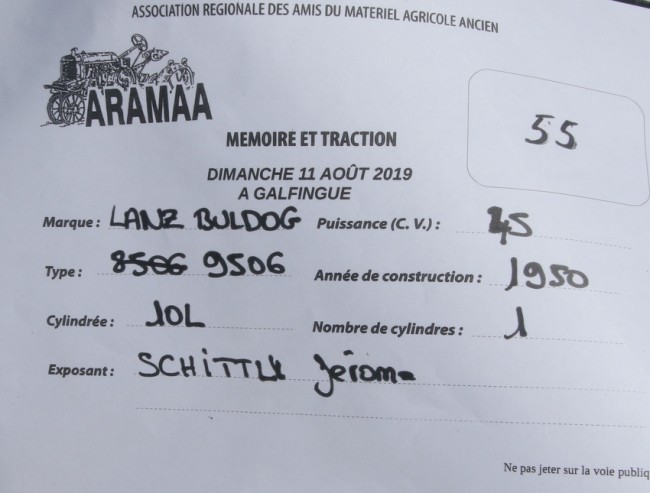 ASSOCIATION REGIONALE DES AMIS DU MATERIEL AGRICOLE ANCIEN
ARAMAA
55
MEMOIRE ET TRACTION
DIMANCHE 11 AOÛT 2019
A GALFINGUE
Marque : LANZ BULDOG Puissance (C. V.) : 45
Type : 8506 9506 Année de construction : 1950
Cylindrée : 10L Nombre de cylindres : 1
Exposant : SCHITTLY Jérome
Ne pas jeter sur la voie publiq